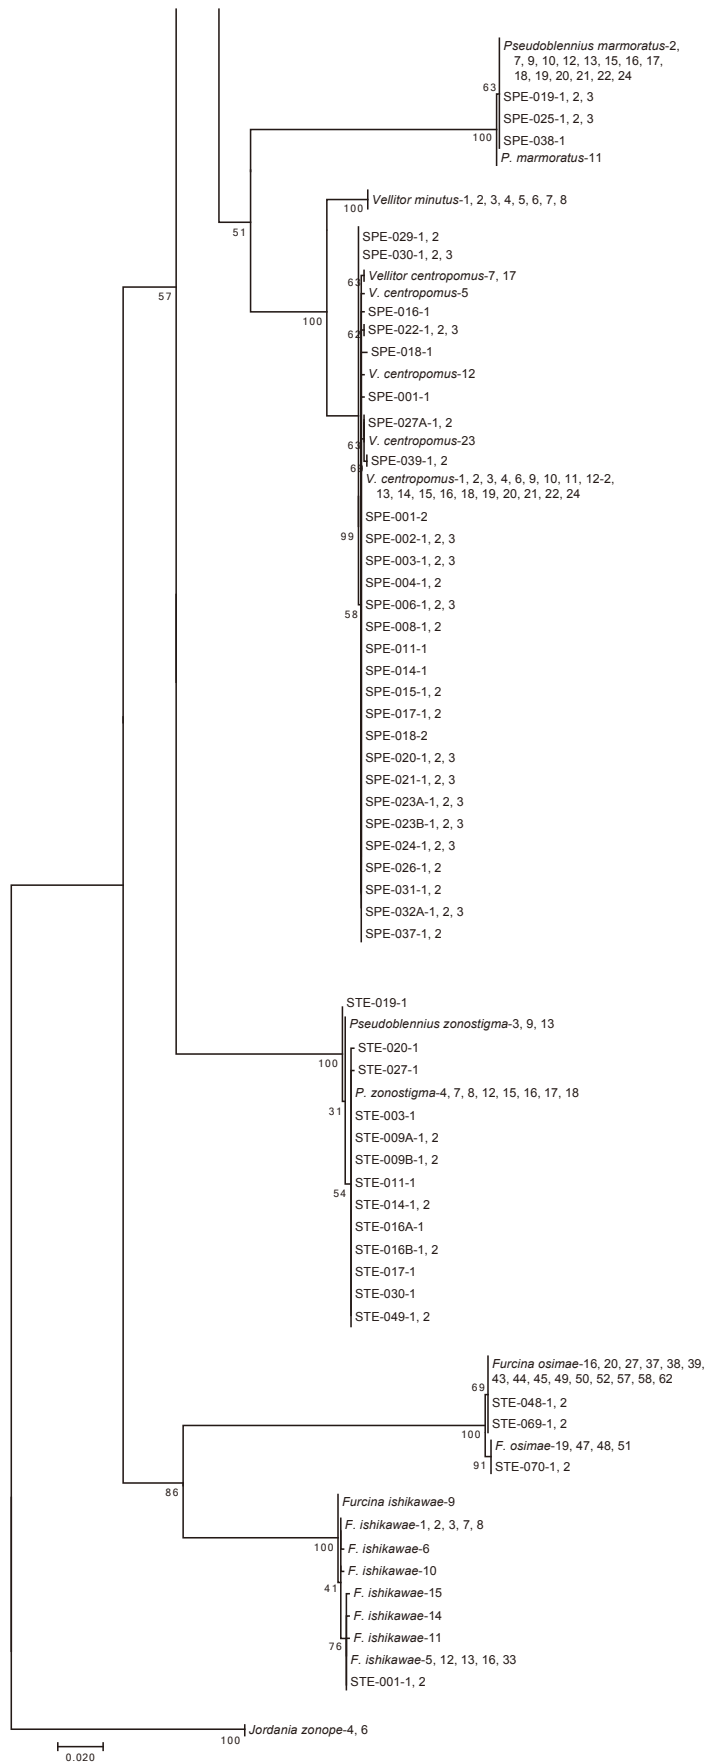 Pseudoblennius marmoratus-2,
7, 9, 10, 12, 13, 15, 16, 17,
18, 19, 20, 21, 22, 24
63
SPE-019-1, 2, 3
SPE-025-1, 2, 3
100
SPE-038-1
P. marmoratus-11
Vellitor minutus-1, 2, 3, 4, 5, 6, 7, 8
100
51
SPE-029-1, 2
SPE-030-1, 2, 3
Vellitor centropomus-7, 17
63
V. centropomus-5
57
SPE-016-1
100
SPE-022-1, 2, 3
62
SPE-018-1
V. centropomus-12
SPE-001-1
SPE-027A-1, 2
V. centropomus-23
63
SPE-039-1, 2
V. centropomus-1, 2, 3, 4, 6, 9, 10, 11, 12-2,
13, 14, 15, 16, 18, 19, 20, 21, 22, 24
SPE-001-2
99
SPE-002-1, 2, 3
SPE-003-1, 2, 3
SPE-004-1, 2
SPE-006-1, 2, 3
58
SPE-008-1, 2
SPE-011-1
SPE-014-1
SPE-015-1, 2
SPE-017-1, 2
SPE-018-2
SPE-020-1, 2, 3
SPE-021-1, 2, 3
SPE-023A-1, 2, 3
SPE-023B-1, 2, 3
SPE-024-1, 2, 3
SPE-026-1, 2
SPE-031-1, 2
SPE-032A-1, 2, 3
SPE-037-1, 2
STE-019-1
Pseudoblennius zonostigma-3, 9, 13
STE-020-1
100
STE-027-1
P. zonostigma-4, 7, 8, 12, 15, 16, 17, 18
31
STE-003-1
STE-009A-1, 2
STE-009B-1, 2
STE-011-1
54
STE-014-1, 2
STE-016A-1
STE-016B-1, 2
STE-017-1
STE-030-1
STE-049-1, 2
Furcina osimae-16, 20, 27, 37, 38, 39,
43, 44, 45, 49, 50, 52, 57, 58, 62
69
STE-048-1, 2
STE-069-1, 2
100
F. osimae-19, 47, 48, 51
91
STE-070-1, 2
86
Furcina ishikawae-9
F. ishikawae-1, 2, 3, 7, 8
100
F. ishikawae-6
F. ishikawae-10
41
F. ishikawae-15
F. ishikawae-14
F. ishikawae-11
76
F. ishikawae-5, 12, 13, 16, 33
STE-001-1, 2
Jordania zonope-4, 6
100
0.020